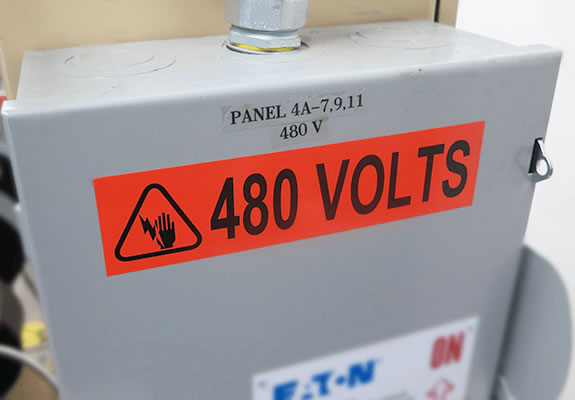 PANEL 4A-7,9,11
480 V
480 VOLTS
EATON
ON